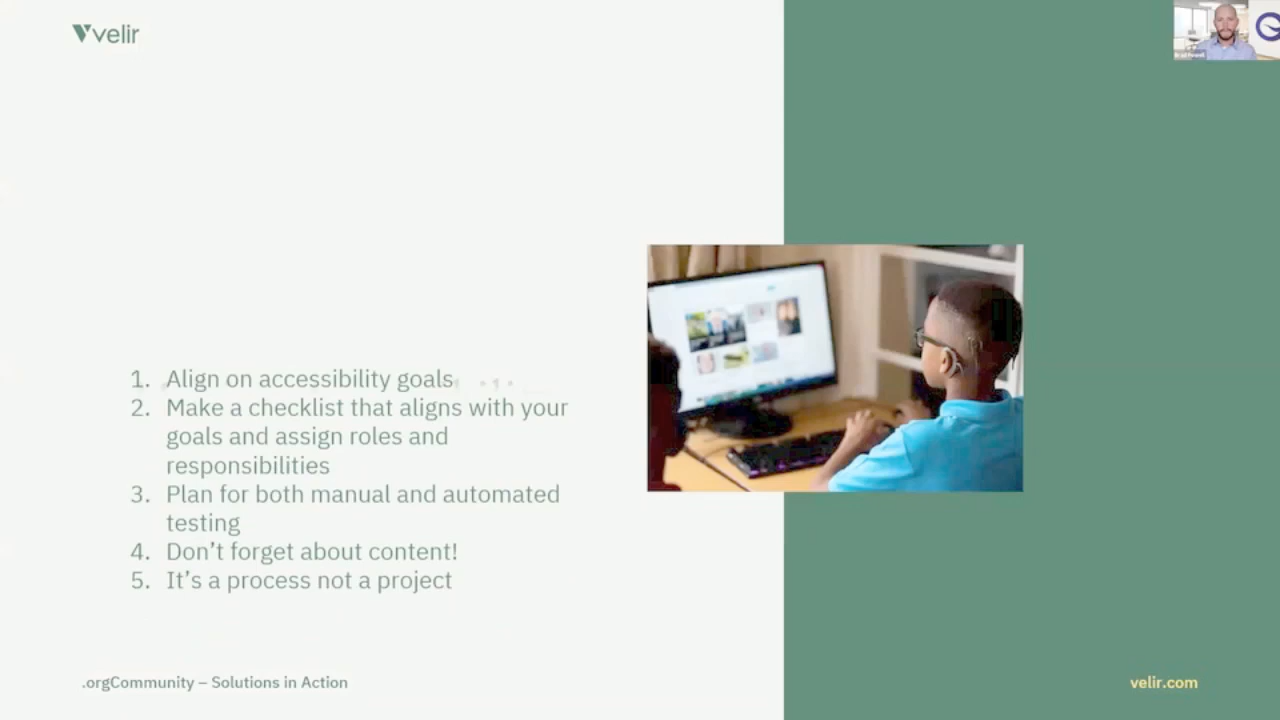 velir
1. Align on accessibility goals
2. Make a checklist that aligns with your
goals and assign roles and
responsibilities
3. Plan for both manual and automated
testing
4. Don’t forget about content!
5. It’s a process not a project
.orgCommunity – Solutions in Action
velir.com